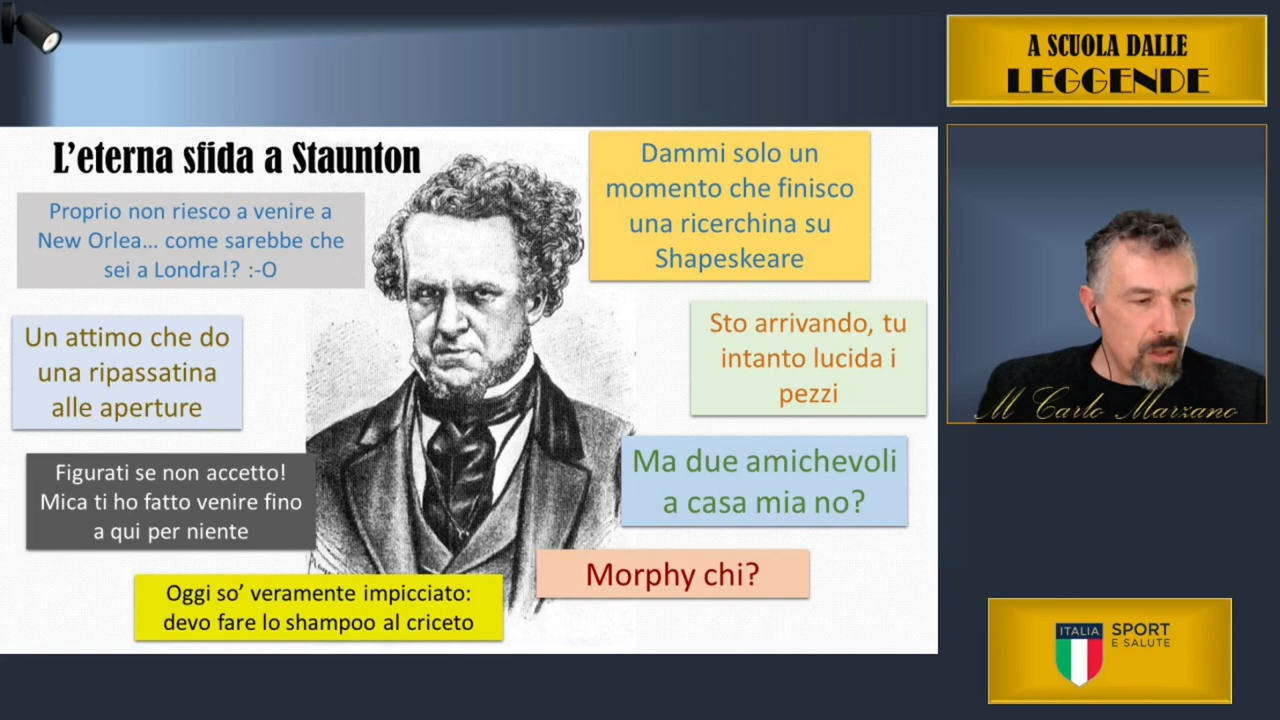 A SCUOLA DALLE
LEGGENDE
L'eterna sfida a Staunton
Proprio non riesco a venire a
New Orlea... come sarebbe che
sei a Londra!? :-O
Dammi solo un
momento che finisco
una ricerchina su
Shapeskeare
Un attimo che do
una ripassatina
alle aperture
Sto arrivando, tu
intanto lucida i
pezzi
Figurati se non accetto!
Mica ti ho fatto venire fino
a qui per niente
Ma due amichevoli
a casa mia no?
Morphy chi?
Oggi so' veramente impicciato:
devo fare lo shampoo al criceto
M Carlo Marzano
ITALIA
SPORT
E SALUTE